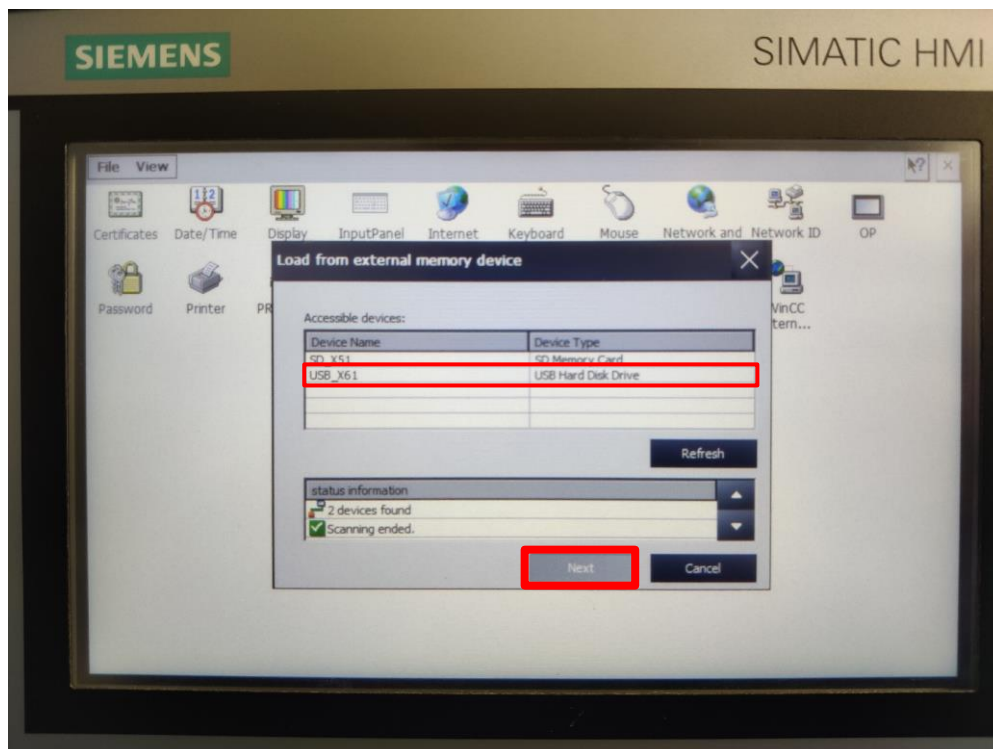 SIEMENS
SIMATIC HMI
File View
Certificates Date/Time Display InputPanel Internet Keyboard Mouse Network and Network ID OP
Password Printer PR
WinCC
tern...
Load from external memory device
Accessible devices:
Device Name Device Type
SD_X51 SD Memory Card
USB_X61 USB Hard Disk Drive
Refresh
status information
2 devices found
Scanning ended.
Next Cancel